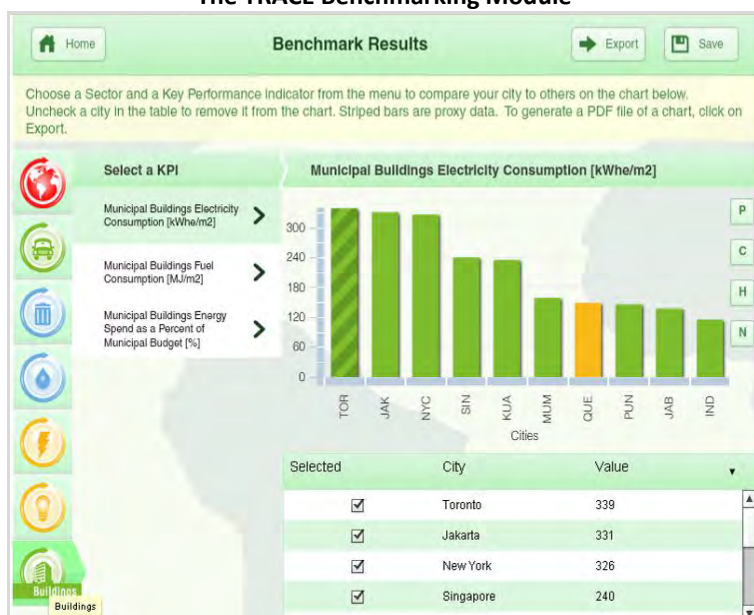 The TRACE Benchmarking Module
Home
Benchmark Results
Export
Save
Choose a Sector and a Key Performance Indicator from the menu to compare your city to others on the chart below.
Uncheck a city in the table to remove it from the chart. Striped bars are proxy data. To generate a PDF file of a chart, click on
Export.
Select a KPI
Municipal Buildings Electricity
Consumption [kWhe/m2]
Municipal Buildings Fuel
Consumption [MJ/m2]
Municipal Buildings Energy
Spend as a Percent of
Municipal Budget [%]
Municipal Buildings Electricity Consumption [kWhe/m2]
300
240
180
120
60
0
TOR
JAK
NYC
SIN
KUA
MUM
QUE
PUN
JAB
IND
Cities
P
C
H
N
Selected City Value
Toronto 339
Jakarta 331
New York 326
Singapore 240
Buildings
Buildings